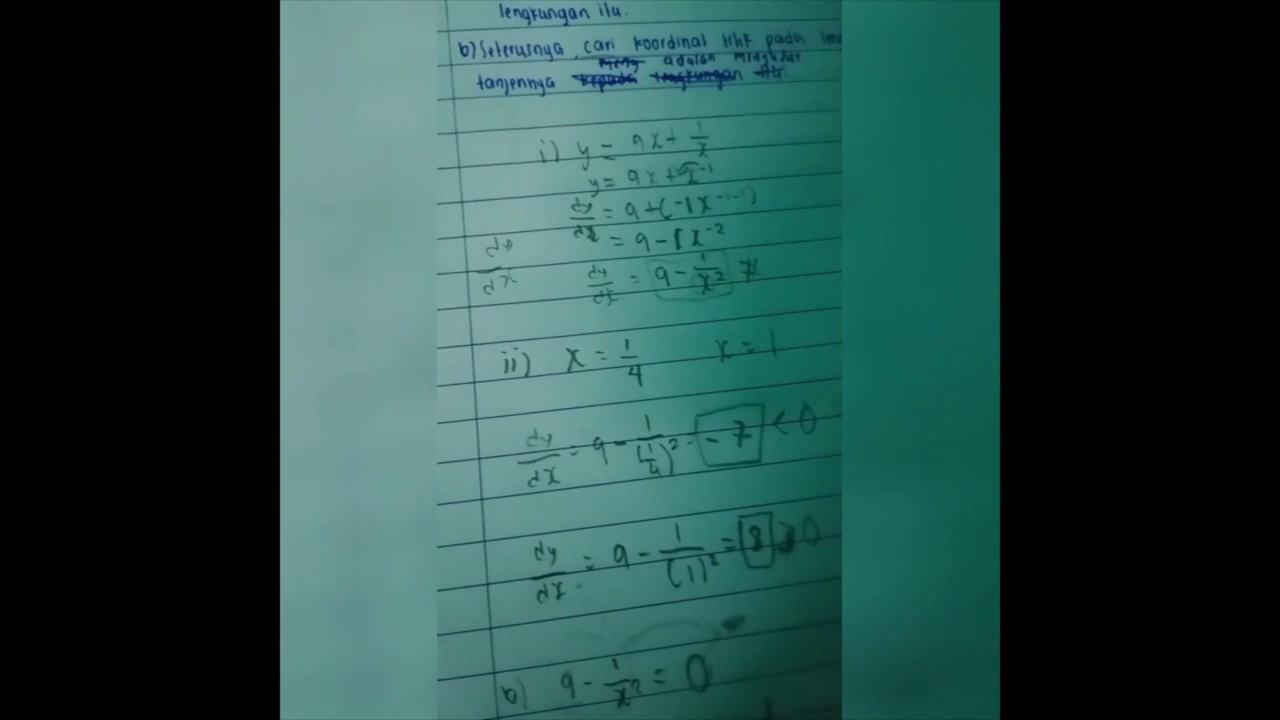 lengkungan itu.
b) Seterusnya, cari koordinat titik pada
adalah
tanjennya
i) y = 9x + 1/x
y = 9x + x⁻¹
dy/dx = 9 + (-1x⁻¹⁻¹)
= 9 - 1x⁻²
dy/dx
dy/dx = 9 - 1/x² //
ii) x = 1/4 x = 1
dy/dx = 9 - 1/(1/4)² = -7 < 0
dy/dx = 9 - 1/(1)² = 8 > 0
b) 9 - 1/x² = 0